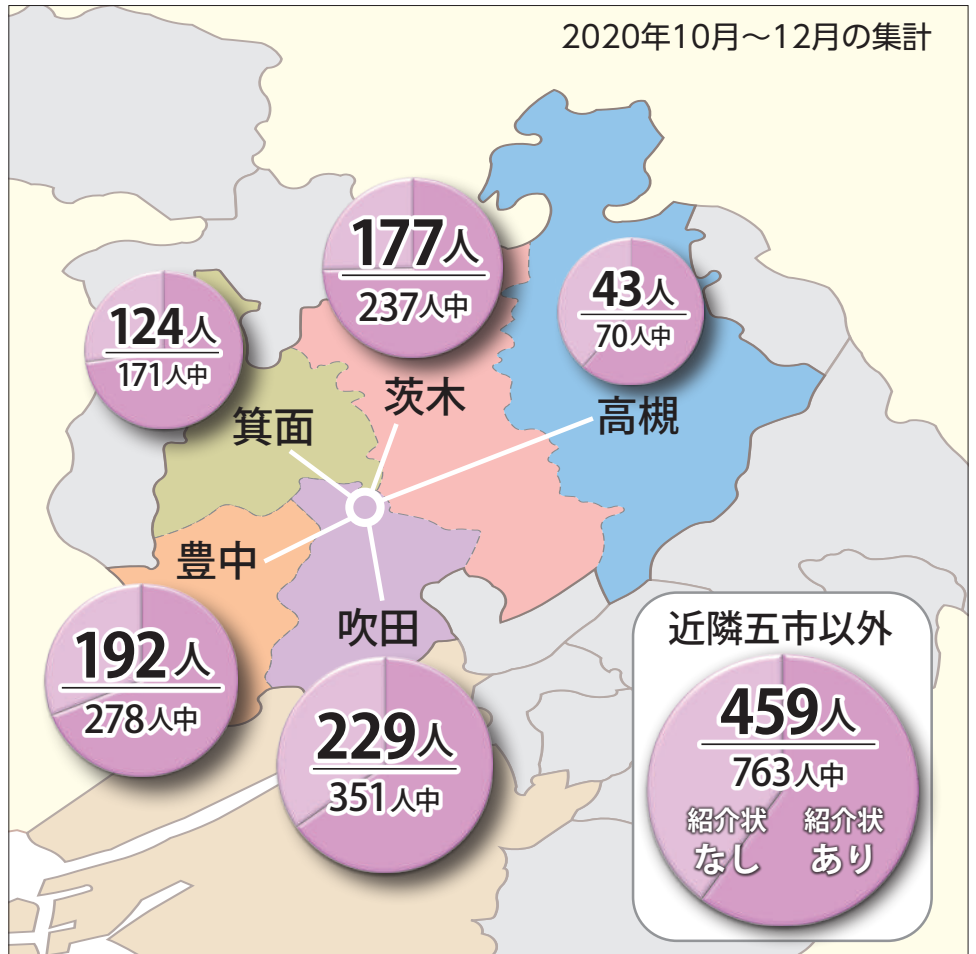 2020年10月～12月の集計
177人
237人中
43人
70人中
124人
171人中
茨木
高槻
箕面
豊中
吹田
192人
278人中
229人
351人中
近隣五市以外
459人
763人中
紹介状
なし
紹介状
あり